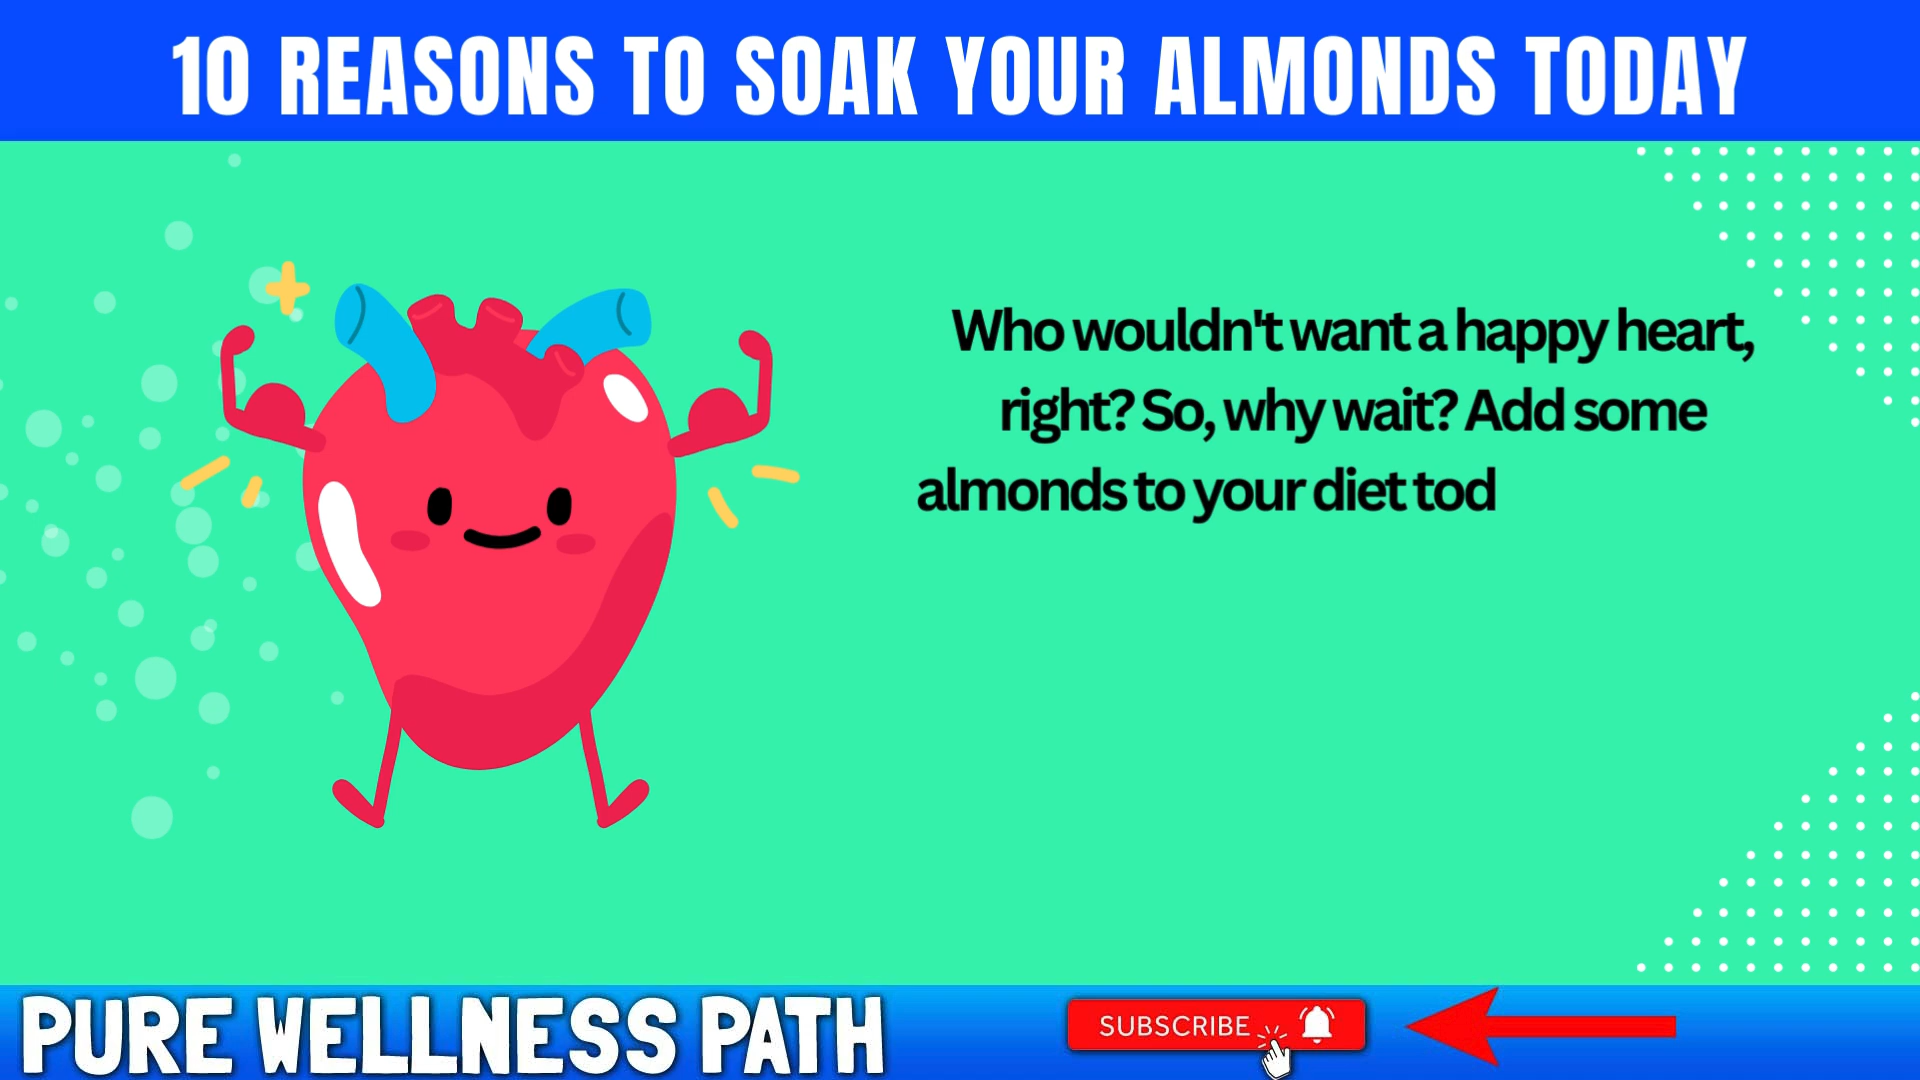 10 REASONS TO SOAK YOUR ALMONDS TODAY
Who wouldn't want a happy heart,
right? So, why wait? Add some
almonds to your diet tod
PURE WELLNESS PATH
SUBSCRIBE